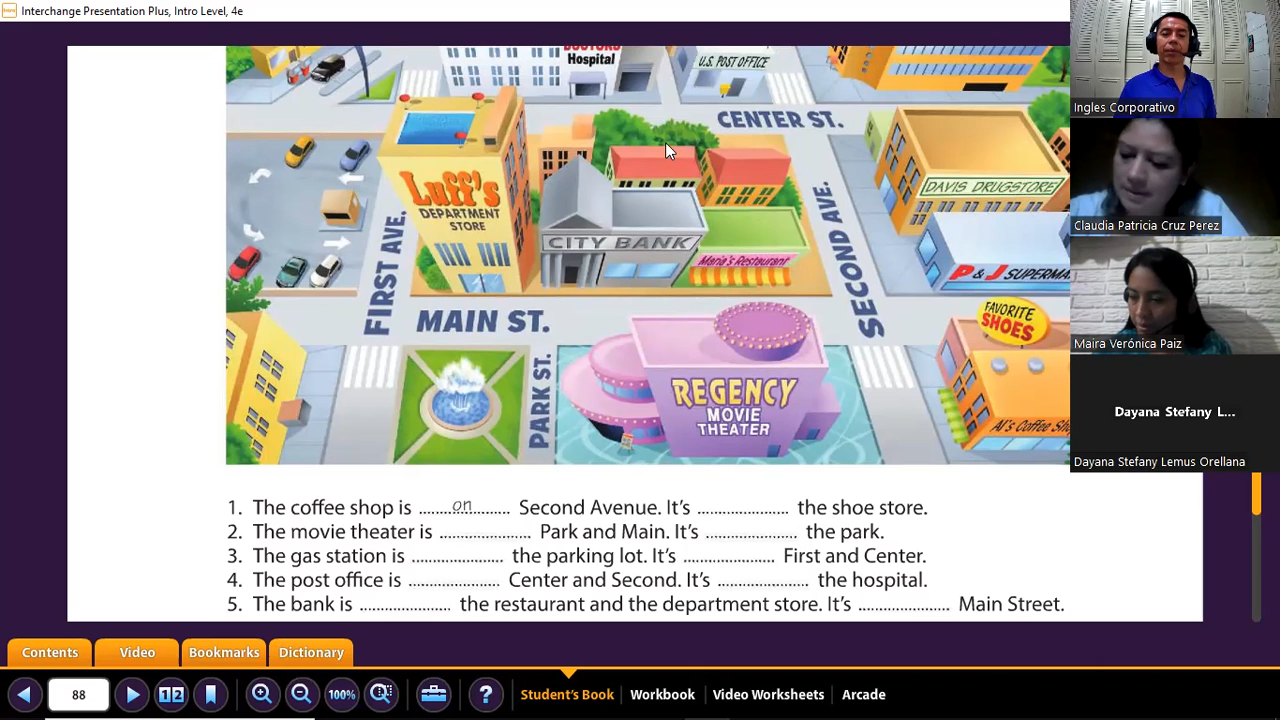 Interchange Presentation Plus, Intro Level, 4e
Hospital
U.S. POST OFFICE
CENTER ST.
Luff's
DEPARTMENT
STORE
CITY BANK
Maria's Restaurant
DAVIS DRUGSTORE
P & J SUPERMA
FIRST AVE.
SECOND AVE.
MAIN ST.
PARK ST.
REGENCY
MOVIE
THEATER
FAVORITE
SHOES
Al's Coffee Sho
1. The coffee shop is .......on....... Second Avenue. It's ..................... the shoe store.
2. The movie theater is ..................... Park and Main. It's ..................... the park.
3. The gas station is ..................... the parking lot. It's ..................... First and Center.
4. The post office is ..................... Center and Second. It's ..................... the hospital.
5. The bank is ..................... the restaurant and the department store. It's ..................... Main Street.
Ingles Corporativo
Claudia Patricia Cruz Perez
Maira Verónica Paiz
Dayana Stefany L...
Dayana Stefany Lemus Orellana
Contents Video Bookmarks Dictionary
88 1 2 100% ? Student's Book Workbook Video Worksheets Arcade